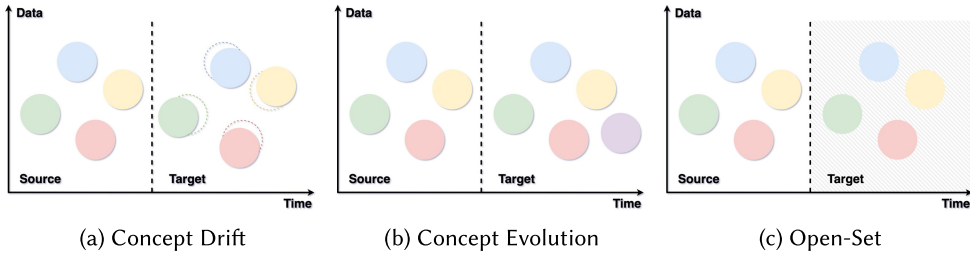 Data
Source
Target
Time
(a) Concept Drift
Data
Source
Target
Time
(b) Concept Evolution
Data
Source
Target
Time
(c) Open-Set